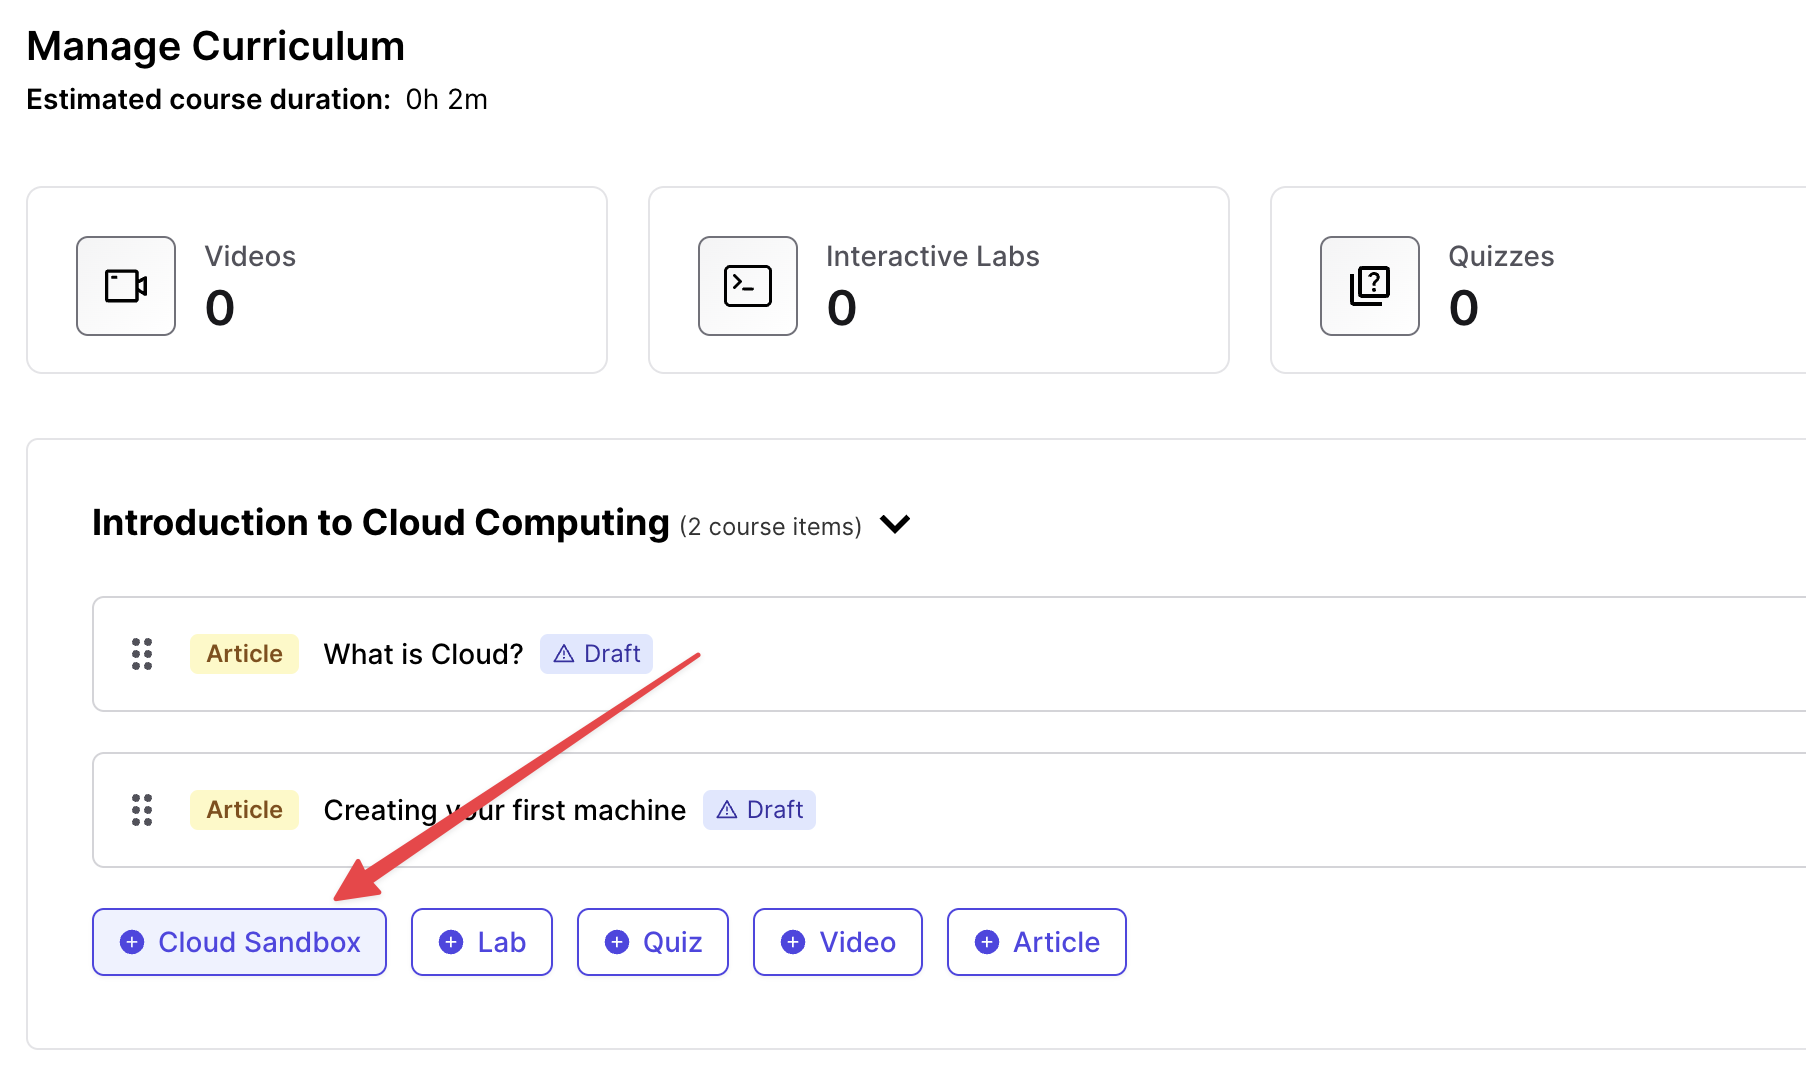 Manage Curriculum
Estimated course duration: 0h 2m
Videos
0
Interactive Labs
0
Quizzes
0
Introduction to Cloud Computing (2 course items)
Article What is Cloud? Draft
Article Creating your first machine Draft
Cloud Sandbox Lab Quiz Video Article